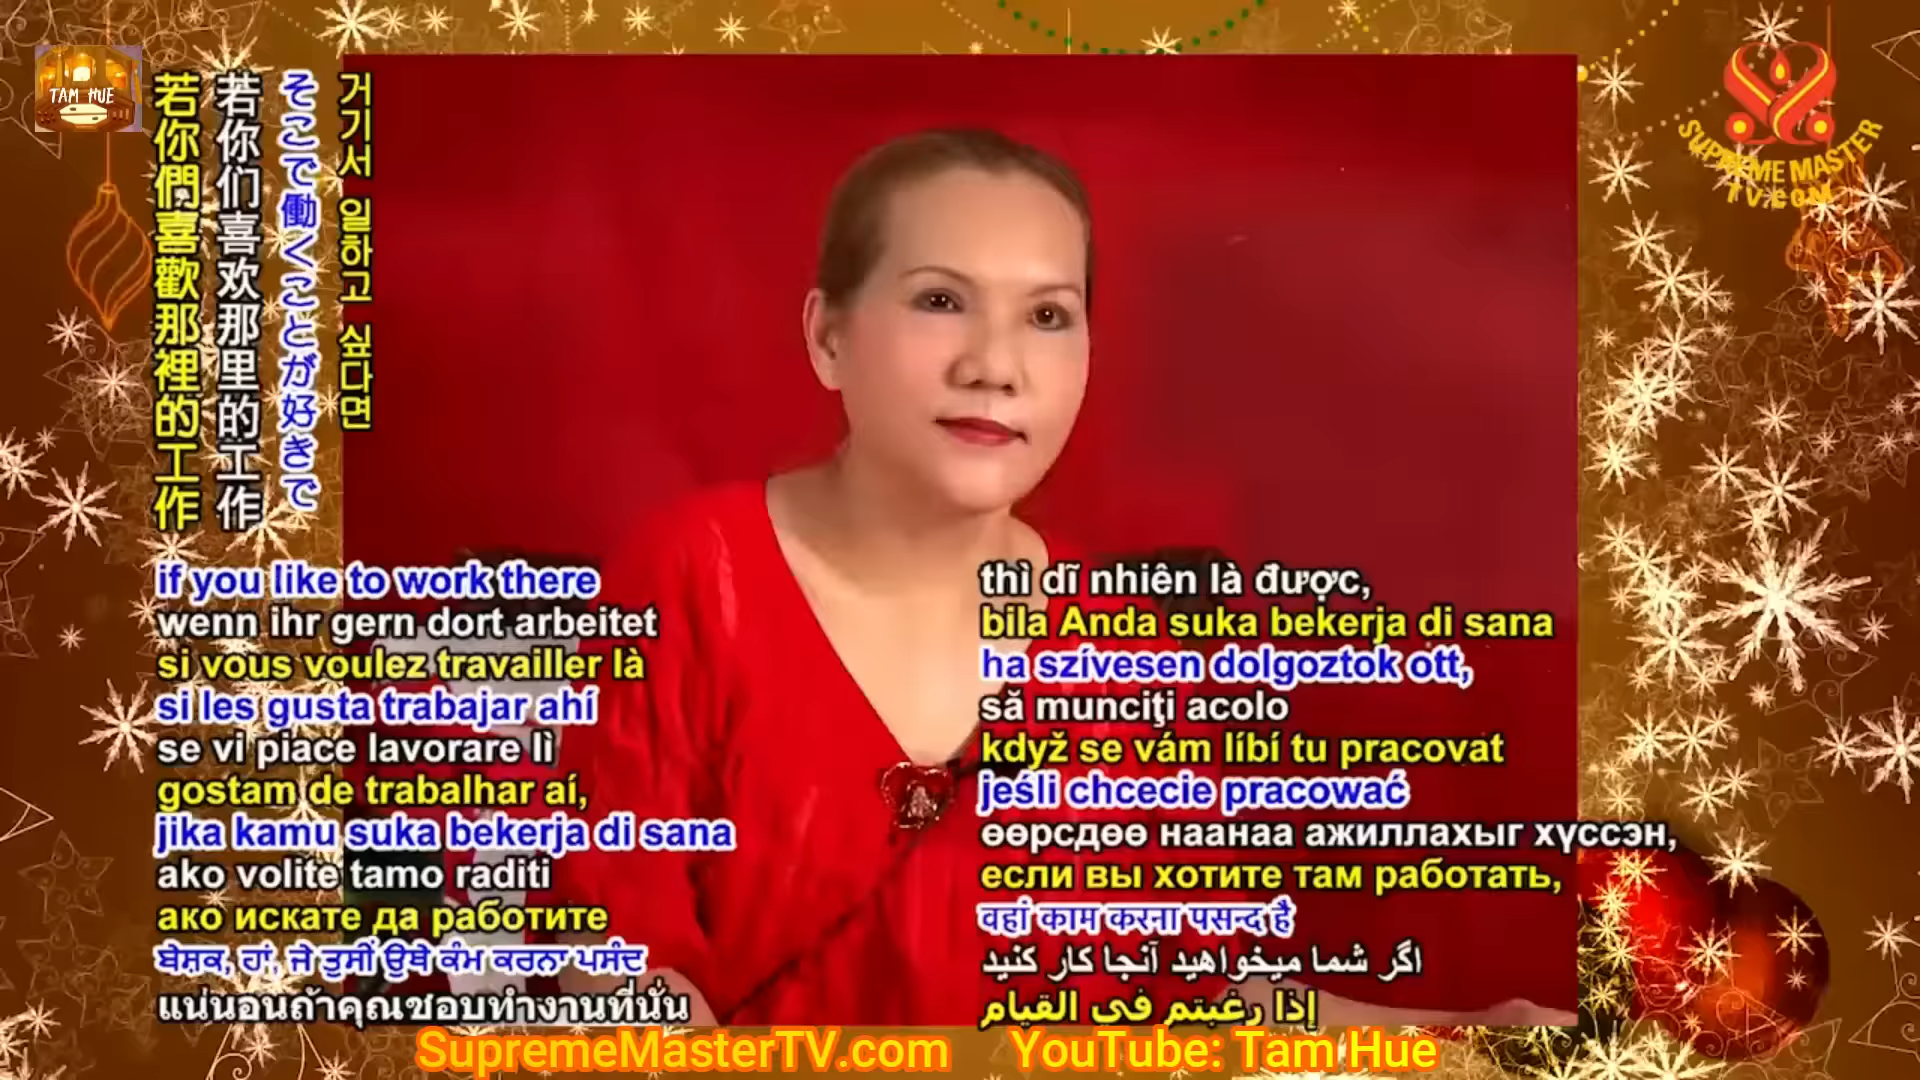 TAM HUE
SUPREME MASTER
TV.COM
거기서 일하고 싶다면
そこで働くことが好きで
若你们喜欢那里的工作
若你們喜歡那裡的工作
if you like to work there
wenn ihr gern dort arbeitet
si vous voulez travailler là
si les gusta trabajar ahí
se vi piace lavorare lì
gostam de trabalhar aí,
jika kamu suka bekerja di sana
ako volite tamo raditi
ако искате да работите
ਬੇਸ਼ਕ, ਹਾਂ, ਜੇ ਤੁਸੀਂ ਉਥੇ ਕੰਮ ਕਰਨਾ ਪਸੰਦ
แน่นอนถ้าคุณชอบทำงานที่นั่น
thì dĩ nhiên là được,
bila Anda suka bekerja di sana
ha szívesen dolgoztok ott,
să munciţi acolo
když se vám líbí tu pracovat
jeśli chcecie pracować
өөрсдөө наанаа ажиллахыг хүссэн,
если вы хотите там работать,
वहां काम करना पसन्द है
اگر شما میخواهید آنجا کار کنید
إذا رغبتم في القيام
SupremeMasterTV.com YouTube: Tam Hue